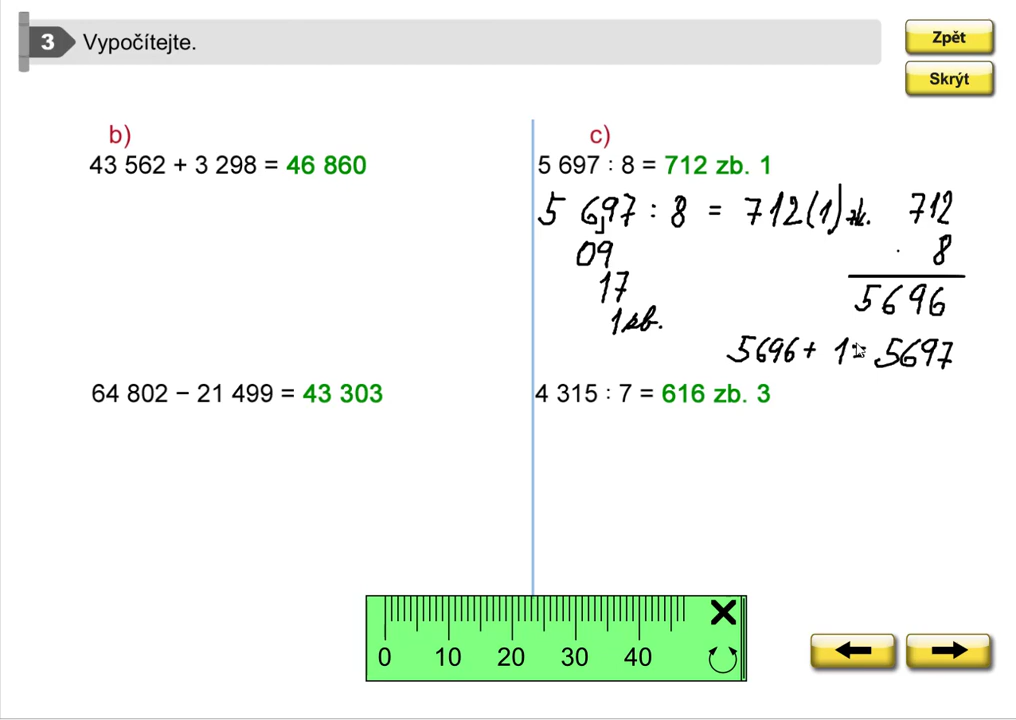 3 Vypočítejte.
Zpět
Skrýt
b)
43 562 + 3 298 = 46 860
64 802 − 21 499 = 43 303
c)
5 697 : 8 = 712 zb. 1
5 697 : 8 = 712(1) zk.
09
17
1 zb.
712
· 8
5696
5696 + 1 = 5697
4 315 : 7 = 616 zb. 3
0 10 20 30 40